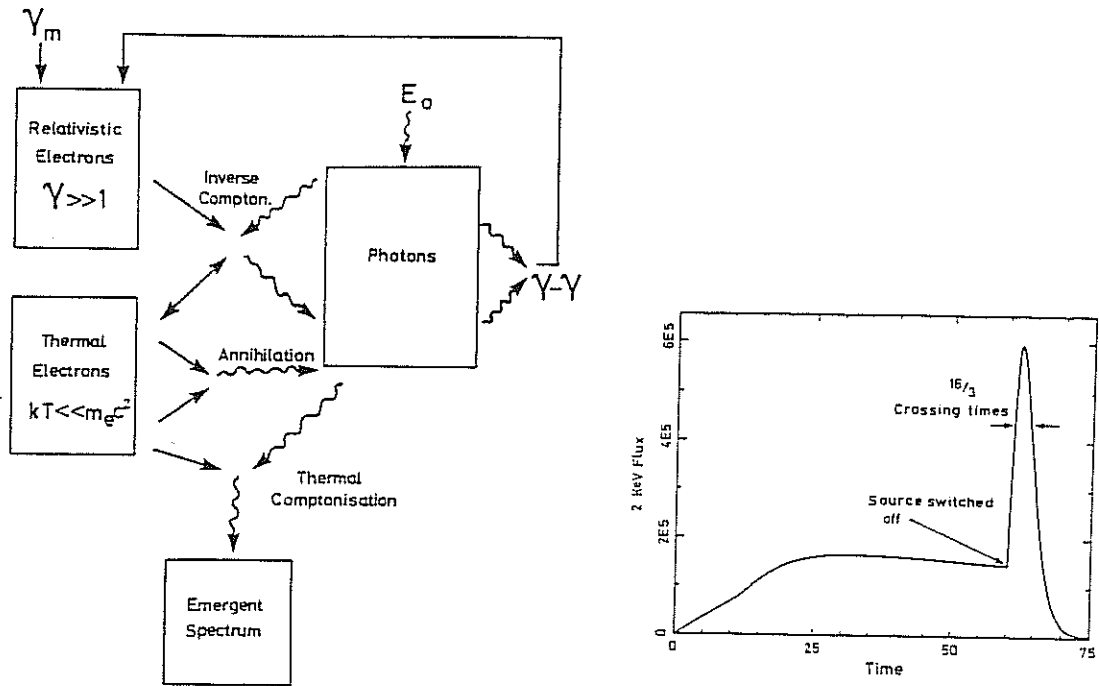 γm
Relativistic
Electrons
γ>>1
Inverse
Compton.
E₀
Photons
γ-γ
Thermal
Electrons
kT<<mₑc²
Annihilation
Thermal
Comptonisation
Emergent
Spectrum
2 KeV Flux
0
2E5
4E5
6E5
16/3
Crossing times
Source switched
off
0
25
50
75
Time